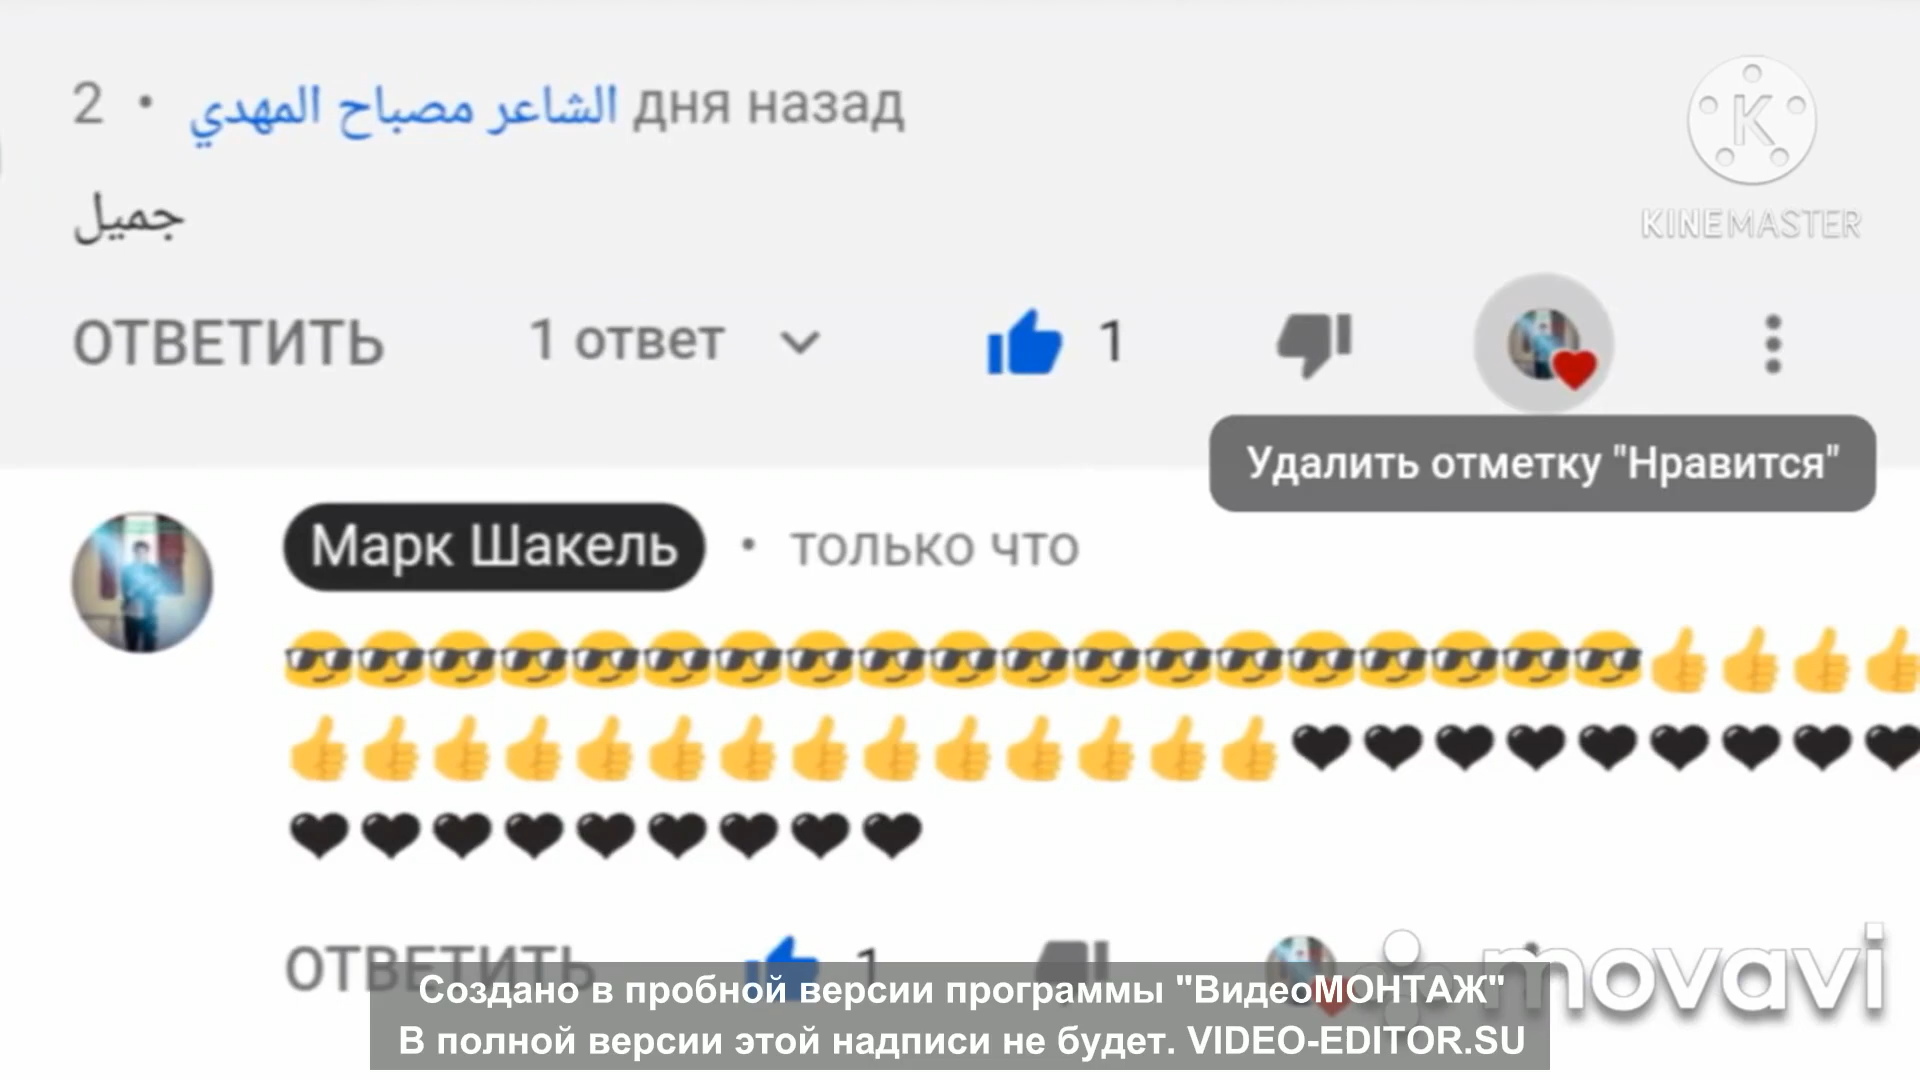 2 • الشاعر مصباح المهدي дня назад
KINEMASTER
جميل
ОТВЕТИТЬ 1 ответ 1
Удалить отметку "Нравится"
Марк Шакель • только что
😎😎😎😎😎😎😎😎😎😎😎😎😎😎😎😎😎😎😎👍👍👍👍
👍👍👍👍👍👍👍👍👍👍👍👍👍👍🖤🖤🖤🖤🖤🖤🖤🖤🖤
🖤🖤🖤🖤🖤🖤🖤🖤🖤
ОТВЕТИТЬ 1
movavi
Создано в пробной версии программы "ВидеоМОНТАЖ"
В полной версии этой надписи не будет. VIDEO-EDITOR.SU